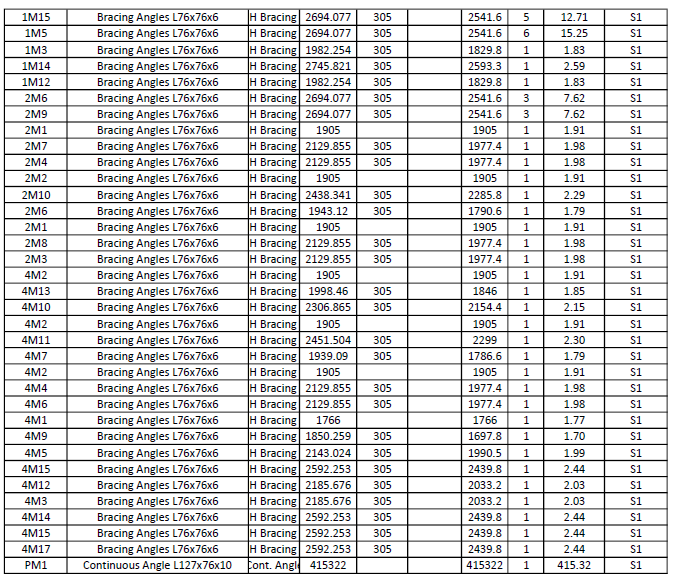 1M15 Bracing Angles L76x76x6 H Bracing 2694.077 305 2541.6 5 12.71 S1
1M5 Bracing Angles L76x76x6 H Bracing 2694.077 305 2541.6 6 15.25 S1
1M3 Bracing Angles L76x76x6 H Bracing 1982.254 305 1829.8 1 1.83 S1
1M14 Bracing Angles L76x76x6 H Bracing 2745.821 305 2593.3 1 2.59 S1
1M12 Bracing Angles L76x76x6 H Bracing 1982.254 305 1829.8 1 1.83 S1
2M6 Bracing Angles L76x76x6 H Bracing 2694.077 305 2541.6 3 7.62 S1
2M9 Bracing Angles L76x76x6 H Bracing 2694.077 305 2541.6 3 7.62 S1
2M1 Bracing Angles L76x76x6 H Bracing 1905 1905 1 1.91 S1
2M7 Bracing Angles L76x76x6 H Bracing 2129.855 305 1977.4 1 1.98 S1
2M4 Bracing Angles L76x76x6 H Bracing 2129.855 305 1977.4 1 1.98 S1
2M2 Bracing Angles L76x76x6 H Bracing 1905 1905 1 1.91 S1
2M10 Bracing Angles L76x76x6 H Bracing 2438.341 305 2285.8 1 2.29 S1
2M6 Bracing Angles L76x76x6 H Bracing 1943.12 305 1790.6 1 1.79 S1
2M1 Bracing Angles L76x76x6 H Bracing 1905 1905 1 1.91 S1
2M8 Bracing Angles L76x76x6 H Bracing 2129.855 305 1977.4 1 1.98 S1
2M3 Bracing Angles L76x76x6 H Bracing 2129.855 305 1977.4 1 1.98 S1
4M2 Bracing Angles L76x76x6 H Bracing 1905 1905 1 1.91 S1
4M13 Bracing Angles L76x76x6 H Bracing 1998.46 305 1846 1 1.85 S1
4M10 Bracing Angles L76x76x6 H Bracing 2306.865 305 2154.4 1 2.15 S1
4M2 Bracing Angles L76x76x6 H Bracing 1905 1905 1 1.91 S1
4M11 Bracing Angles L76x76x6 H Bracing 2451.504 305 2299 1 2.30 S1
4M7 Bracing Angles L76x76x6 H Bracing 1939.09 305 1786.6 1 1.79 S1
4M2 Bracing Angles L76x76x6 H Bracing 1905 1905 1 1.91 S1
4M4 Bracing Angles L76x76x6 H Bracing 2129.855 305 1977.4 1 1.98 S1
4M6 Bracing Angles L76x76x6 H Bracing 2129.855 305 1977.4 1 1.98 S1
4M1 Bracing Angles L76x76x6 H Bracing 1766 1766 1 1.77 S1
4M9 Bracing Angles L76x76x6 H Bracing 1850.259 305 1697.8 1 1.70 S1
4M5 Bracing Angles L76x76x6 H Bracing 2143.024 305 1990.5 1 1.99 S1
4M15 Bracing Angles L76x76x6 H Bracing 2592.253 305 2439.8 1 2.44 S1
4M12 Bracing Angles L76x76x6 H Bracing 2185.676 305 2033.2 1 2.03 S1
4M3 Bracing Angles L76x76x6 H Bracing 2185.676 305 2033.2 1 2.03 S1
4M14 Bracing Angles L76x76x6 H Bracing 2592.253 305 2439.8 1 2.44 S1
4M15 Bracing Angles L76x76x6 H Bracing 2592.253 305 2439.8 1 2.44 S1
4M17 Bracing Angles L76x76x6 H Bracing 2592.253 305 2439.8 1 2.44 S1
PM1 Continuous Angle L127x76x10 Cont. Angl 415322 415322 1 415.32 S1